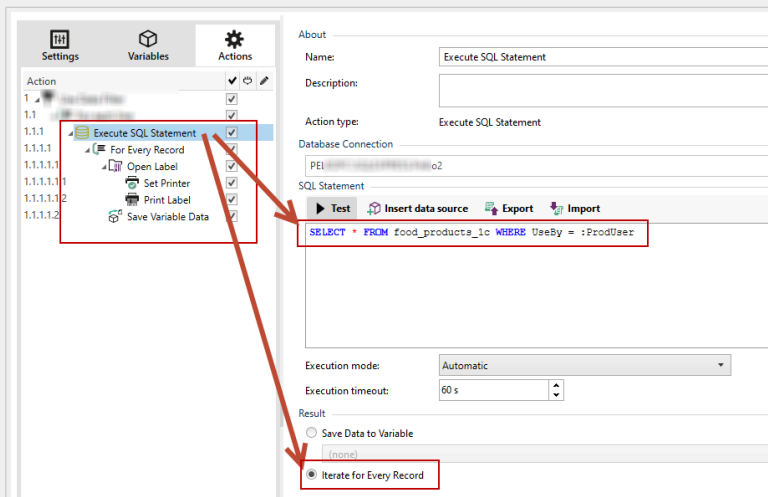 Settings Variables Actions
Action
1
1.1
1.1.1 Execute SQL Statement
1.1.1.1 For Every Record
1.1.1.1.1 Open Label
1.1.1.1.1.1 Set Printer
1.1.1.1.1.2 Print Label
1.1.1.1.2 Save Variable Data
About
Name: Execute SQL Statement
Description:
Action type: Execute SQL Statement
Database Connection
o2
SQL Statement
Test Insert data source Export Import
SELECT * FROM food_products_1c WHERE UseBy = :ProdUser
Execution mode: Automatic
Execution timeout: 60 s
Result
Save Data to Variable
(none)
Iterate for Every Record